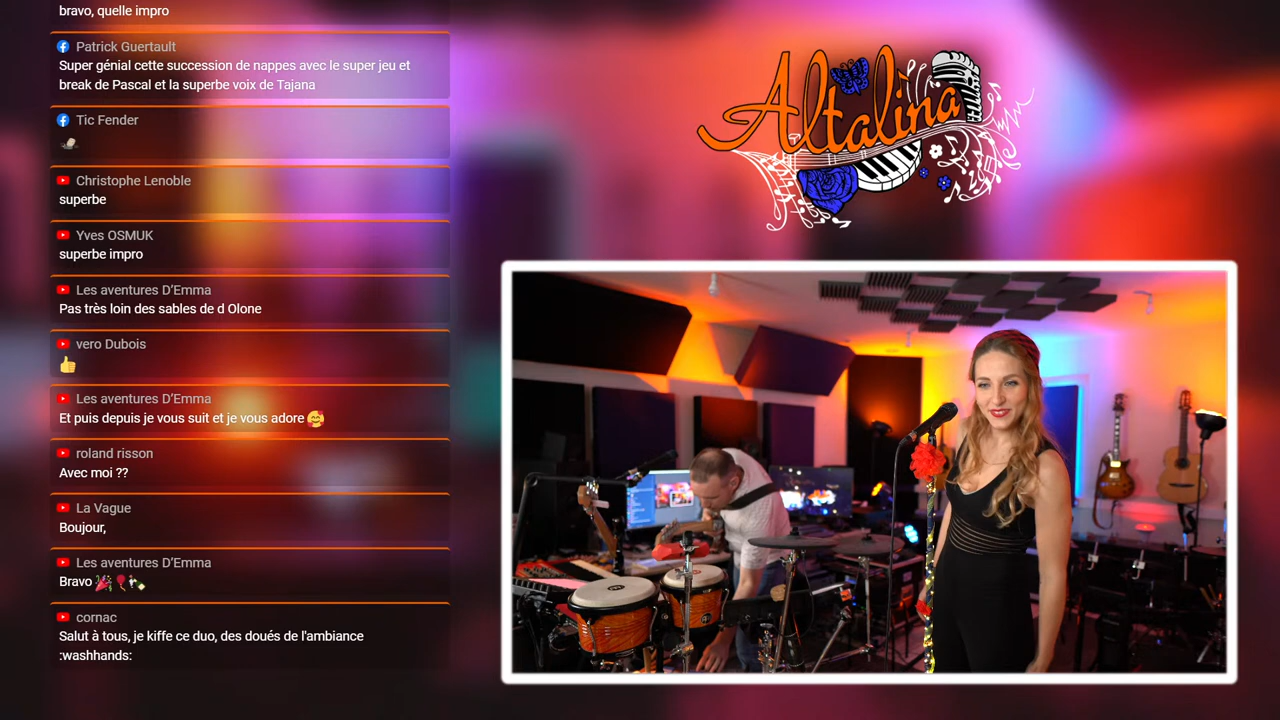 bravo, quelle impro
Patrick Guertault
Super génial cette succession de nappes avec le super jeu et
break de Pascal et la superbe voix de Tajana
Tic Fender
Christophe Lenoble
superbe
Yves OSMUK
superbe impro
Les aventures D’Emma
Pas très loin des sables de d Olone
vero Dubois
Les aventures D’Emma
Et puis depuis je vous suit et je vous adore
roland risson
Avec moi ??
La Vague
Boujour,
Les aventures D’Emma
Bravo
cornac
Salut à tous, je kiffe ce duo, des doués de l'ambiance
:washhands:
Altalina